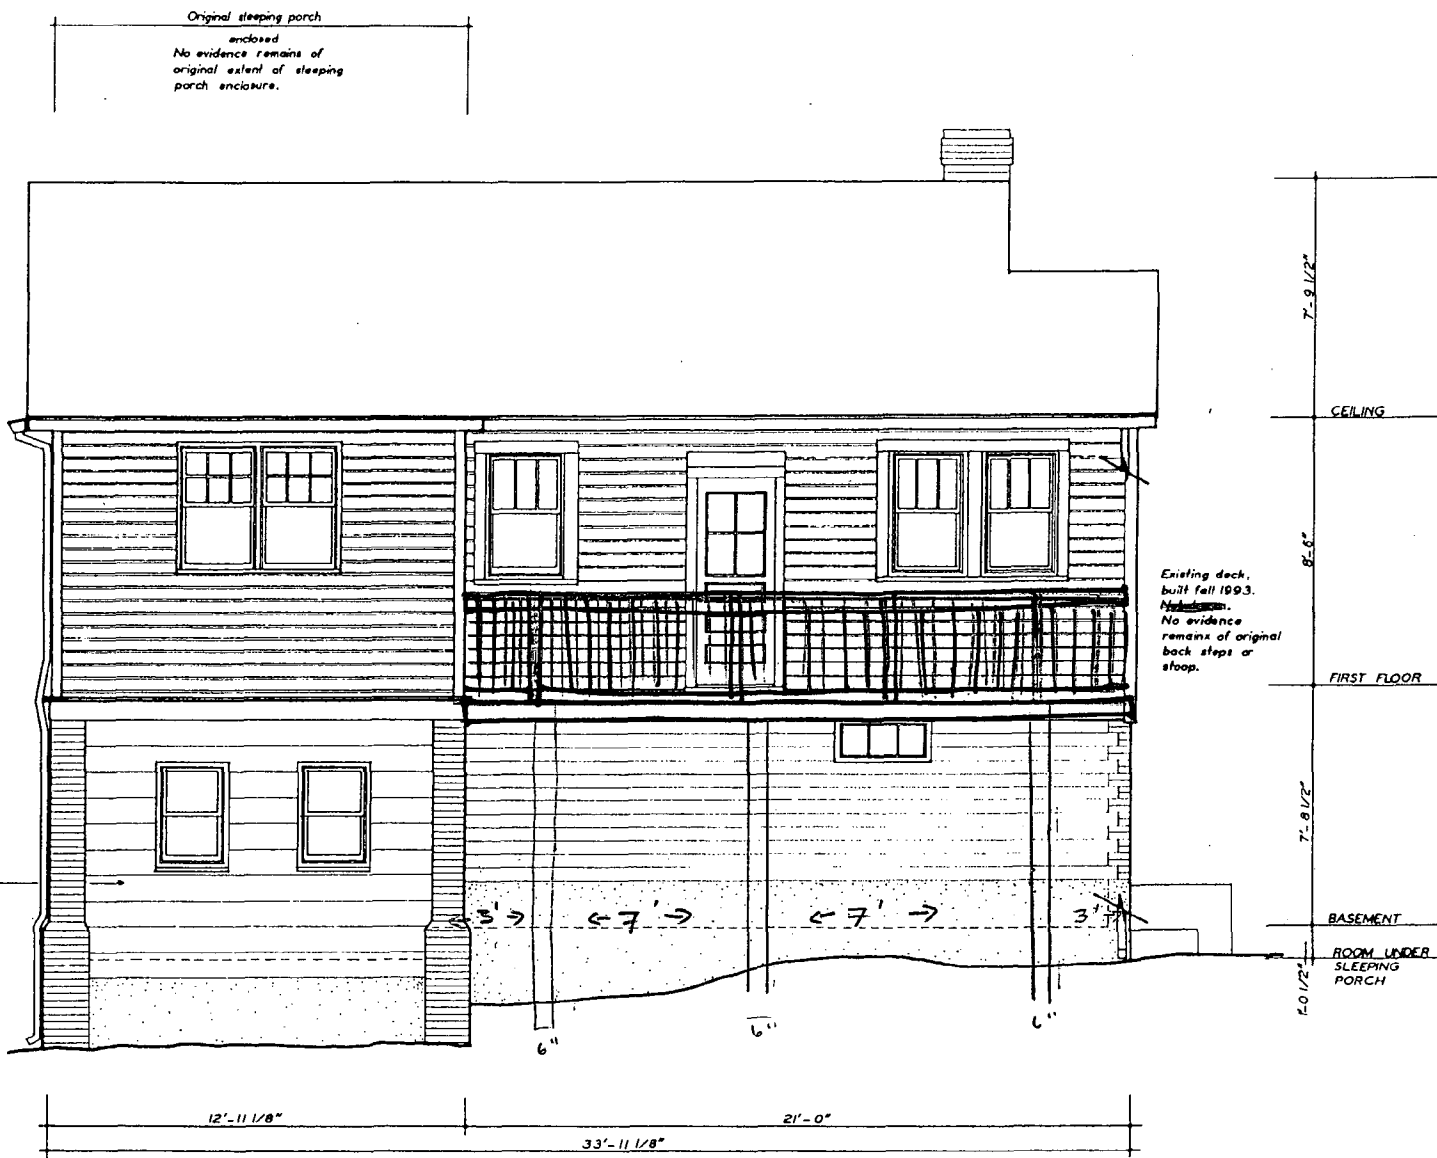 Original sleeping porch
enclosed
No evidence remains of
original extent of sleeping
porch enclosure.
7'-9 1/2"
CEILING
8'-6"
Existing deck,
built fall 1993.
No evidence
remains of original
back steps or
stoop.
FIRST FLOOR
7'-8 1/2"
3'
7'
7'
3'
BASEMENT
ROOM UNDER
SLEEPING
PORCH
1'-0 1/2"
6"
6"
6"
12'-11 1/8"
21'-0"
33'-11 1/8"